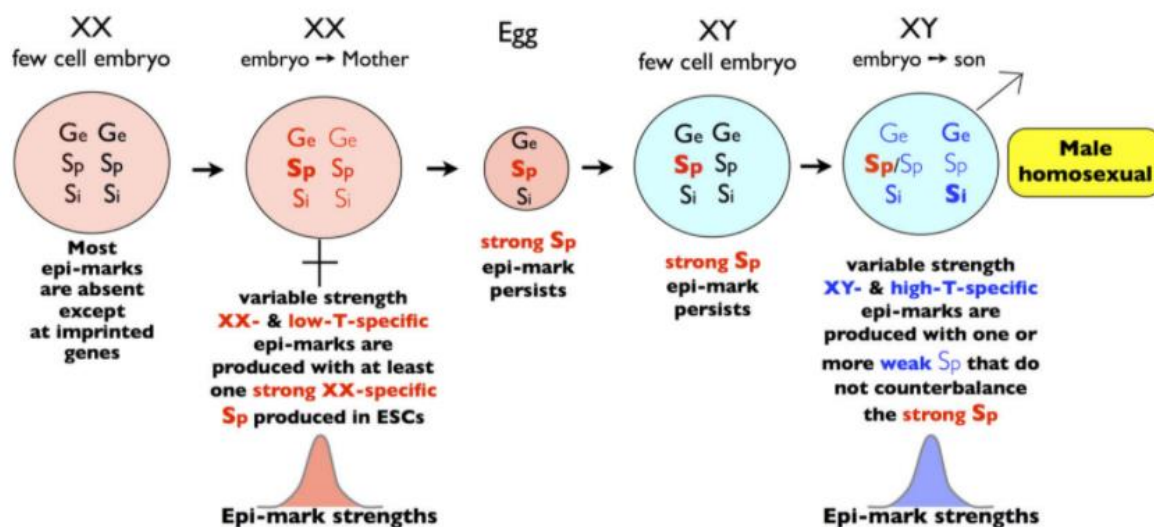 XX
few cell embryo
Ge Ge
Sp Sp
Si Si
Most
epi-marks
are absent
except
at imprinted
genes
XX
embryo → Mother
Ge Ge
Sp Sp
Si Si
variable strength
XX- & low-T-specific
epi-marks are
produced with at least
one strong XX-specific
Sp produced in ESCs
Epi-mark strengths
Egg
Ge
Sp
Si
strong Sp
epi-mark
persists
XY
few cell embryo
Ge Ge
Sp Sp
Si Si
strong Sp
epi-mark
persists
XY
embryo → son
Ge Ge
Sp/Sp Sp
Si Si
Male
homosexual
variable strength
XY- & high-T-specific
epi-marks are
produced with one or
more weak Sp that do
not counterbalance
the strong Sp
Epi-mark strengths